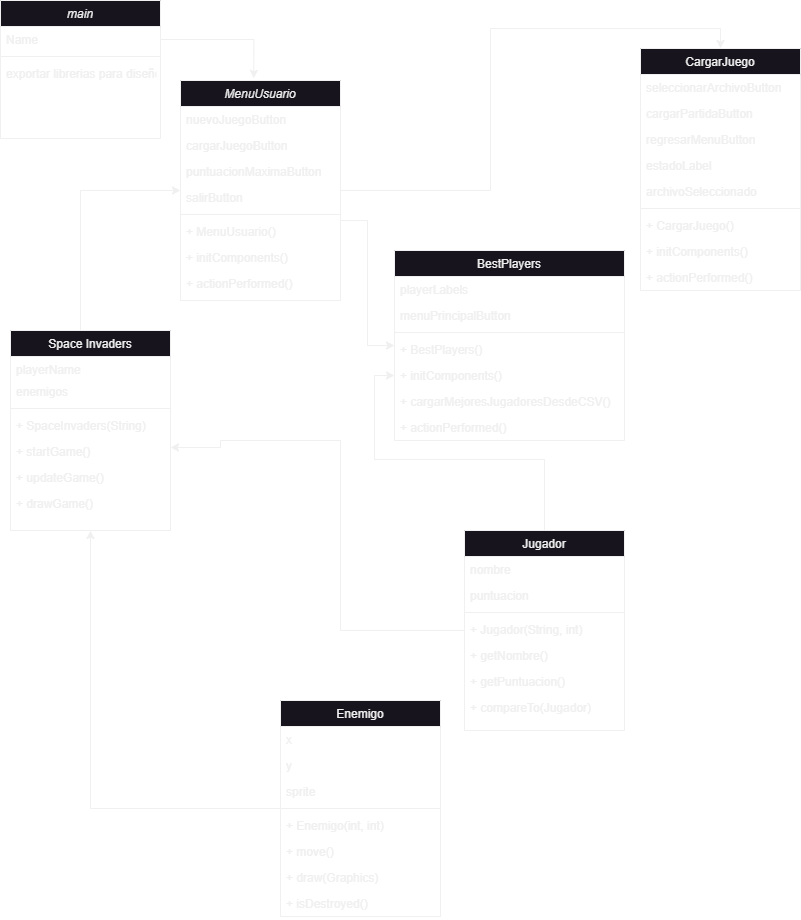 main
Name
exportar librerias para diseñ
MenuUsuario
nuevoJuegoButton
cargarJuegoButton
puntuacionMaximaButton
salirButton
+ MenuUsuario()
+ initComponents()
+ actionPerformed()
CargarJuego
seleccionarArchivoButton
cargarPartidaButton
regresarMenuButton
estadoLabel
archivoSeleccionado
+ CargarJuego()
+ initComponents()
+ actionPerformed()
BestPlayers
playerLabels
menuPrincipalButton
+ BestPlayers()
+ initComponents()
+ cargarMejoresJugadoresDesdeCSV()
+ actionPerformed()
Space Invaders
playerName
enemigos
+ SpaceInvaders(String)
+ startGame()
+ updateGame()
+ drawGame()
Jugador
nombre
puntuacion
+ Jugador(String, int)
+ getNombre()
+ getPuntuacion()
+ compareTo(Jugador)
Enemigo
x
y
sprite
+ Enemigo(int, int)
+ move()
+ draw(Graphics)
+ isDestroyed()